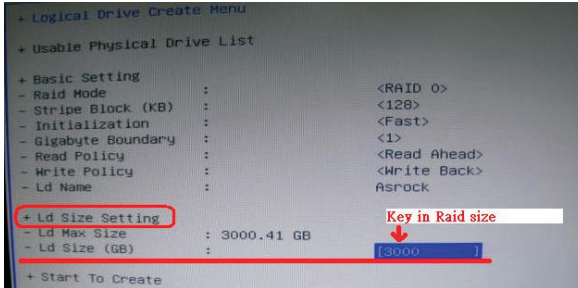 + Logical Drive Create Menu
+ Usable Physical Drive List
+ Basic Setting
- Raid Mode : <RAID 0>
- Stripe Block (KB) : <128>
- Initialization : <Fast>
- Gigabyte Boundary : <1>
- Read Policy : <Read Ahead>
- Write Policy : <Write Back>
- Ld Name : Asrock
+ Ld Size Setting
Key in Raid size
- Ld Max Size : 3000.41 GB
- Ld Size (GB) : [3000 ]
+ Start To Create